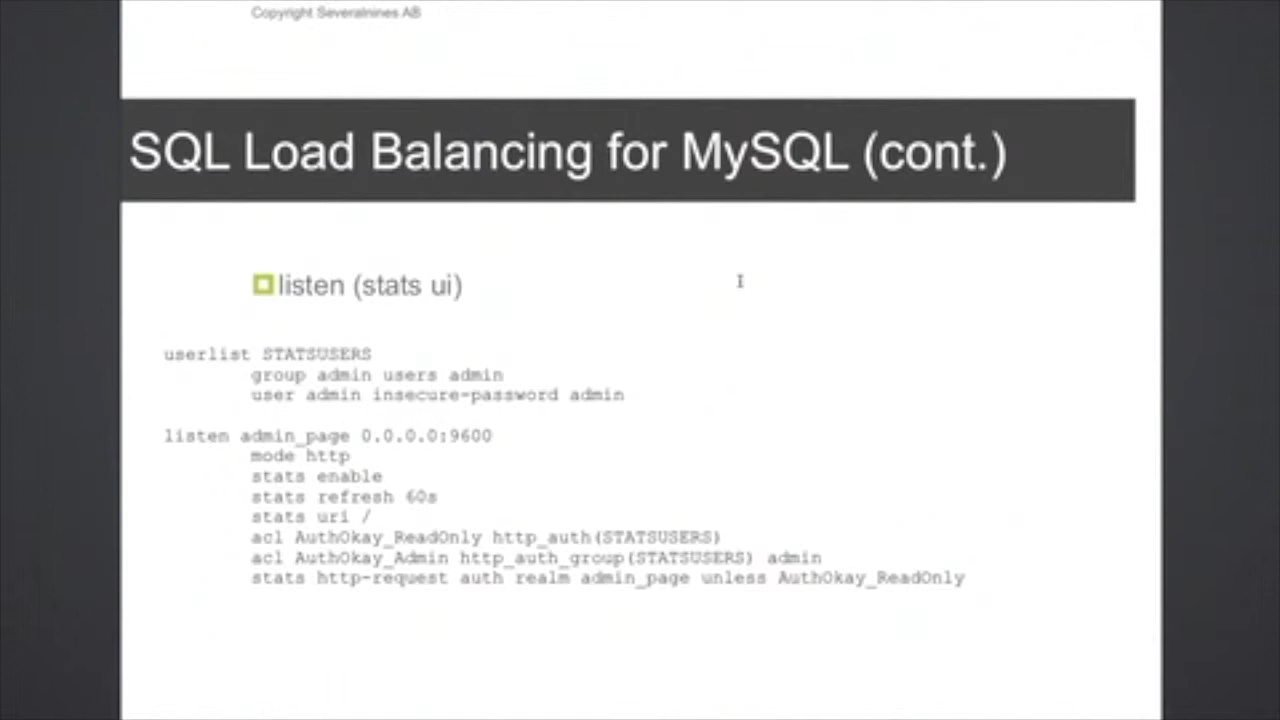 Copyright Severalnines AB
SQL Load Balancing for MySQL (cont.)
listen (stats ui)
userlist STATSUSERS
group admin users admin
user admin insecure-password admin
listen admin_page 0.0.0.0:9600
mode http
stats enable
stats refresh 60s
stats uri /
acl AuthOkay_ReadOnly http_auth(STATSUSERS)
acl AuthOkay_Admin http_auth_group(STATSUSERS) admin
stats http-request auth realm admin_page unless AuthOkay_ReadOnly